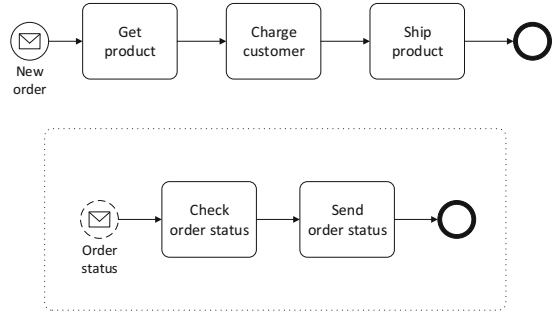 Get
product
Charge
customer
Ship
product
New
order
Check
order status
Send
order status
Order
status